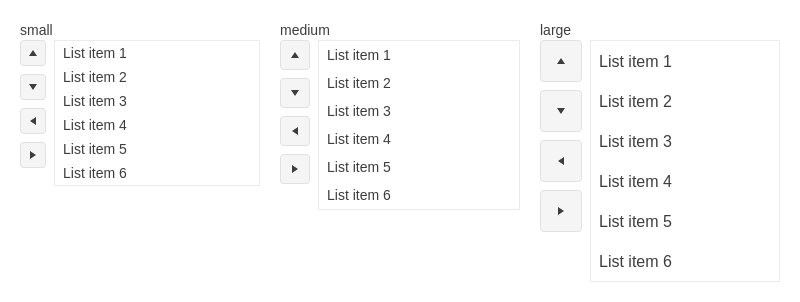 small
List item 1
List item 2
List item 3
List item 4
List item 5
List item 6
medium
List item 1
List item 2
List item 3
List item 4
List item 5
List item 6
large
List item 1
List item 2
List item 3
List item 4
List item 5
List item 6